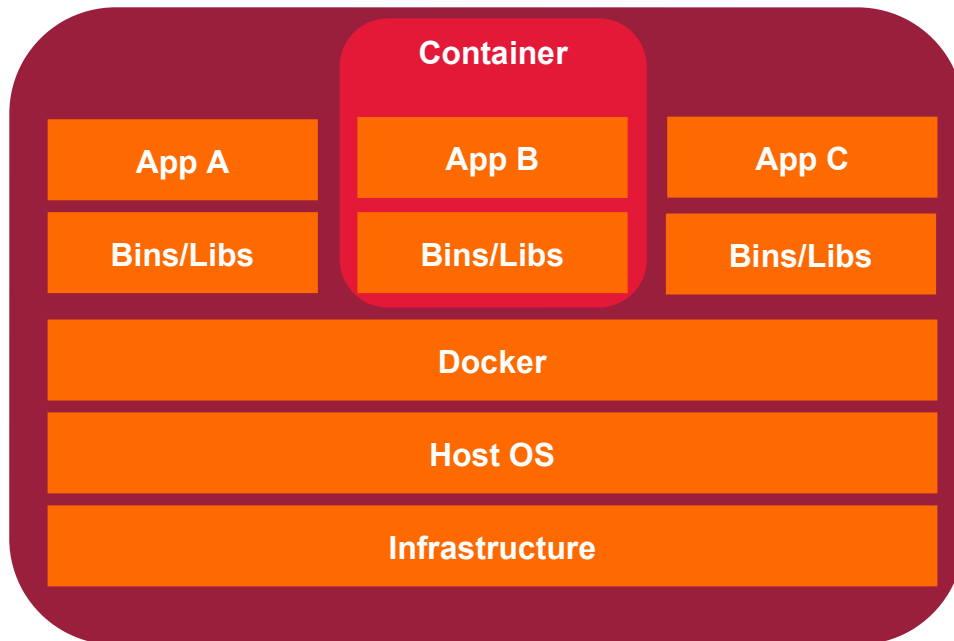 Container
App A
App B
App C
Bins/Libs
Bins/Libs
Bins/Libs
Docker
Host OS
Infrastructure